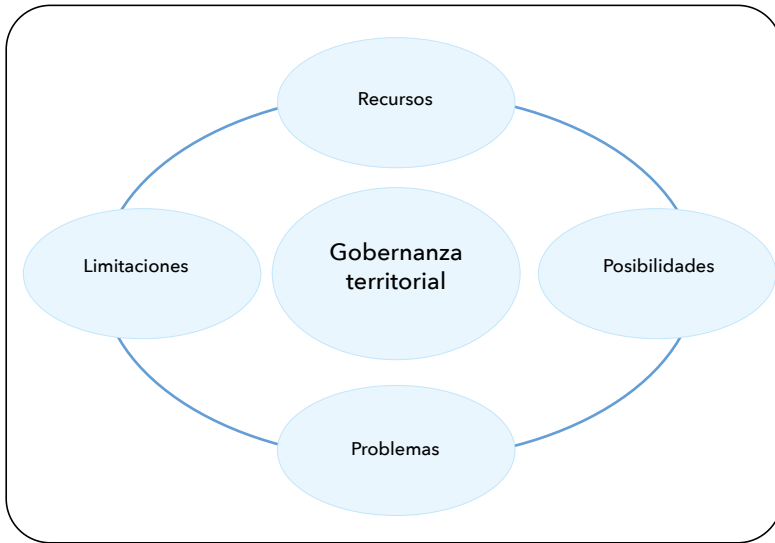 Recursos
Limitaciones
Gobernanza
territorial
Posibilidades
Problemas